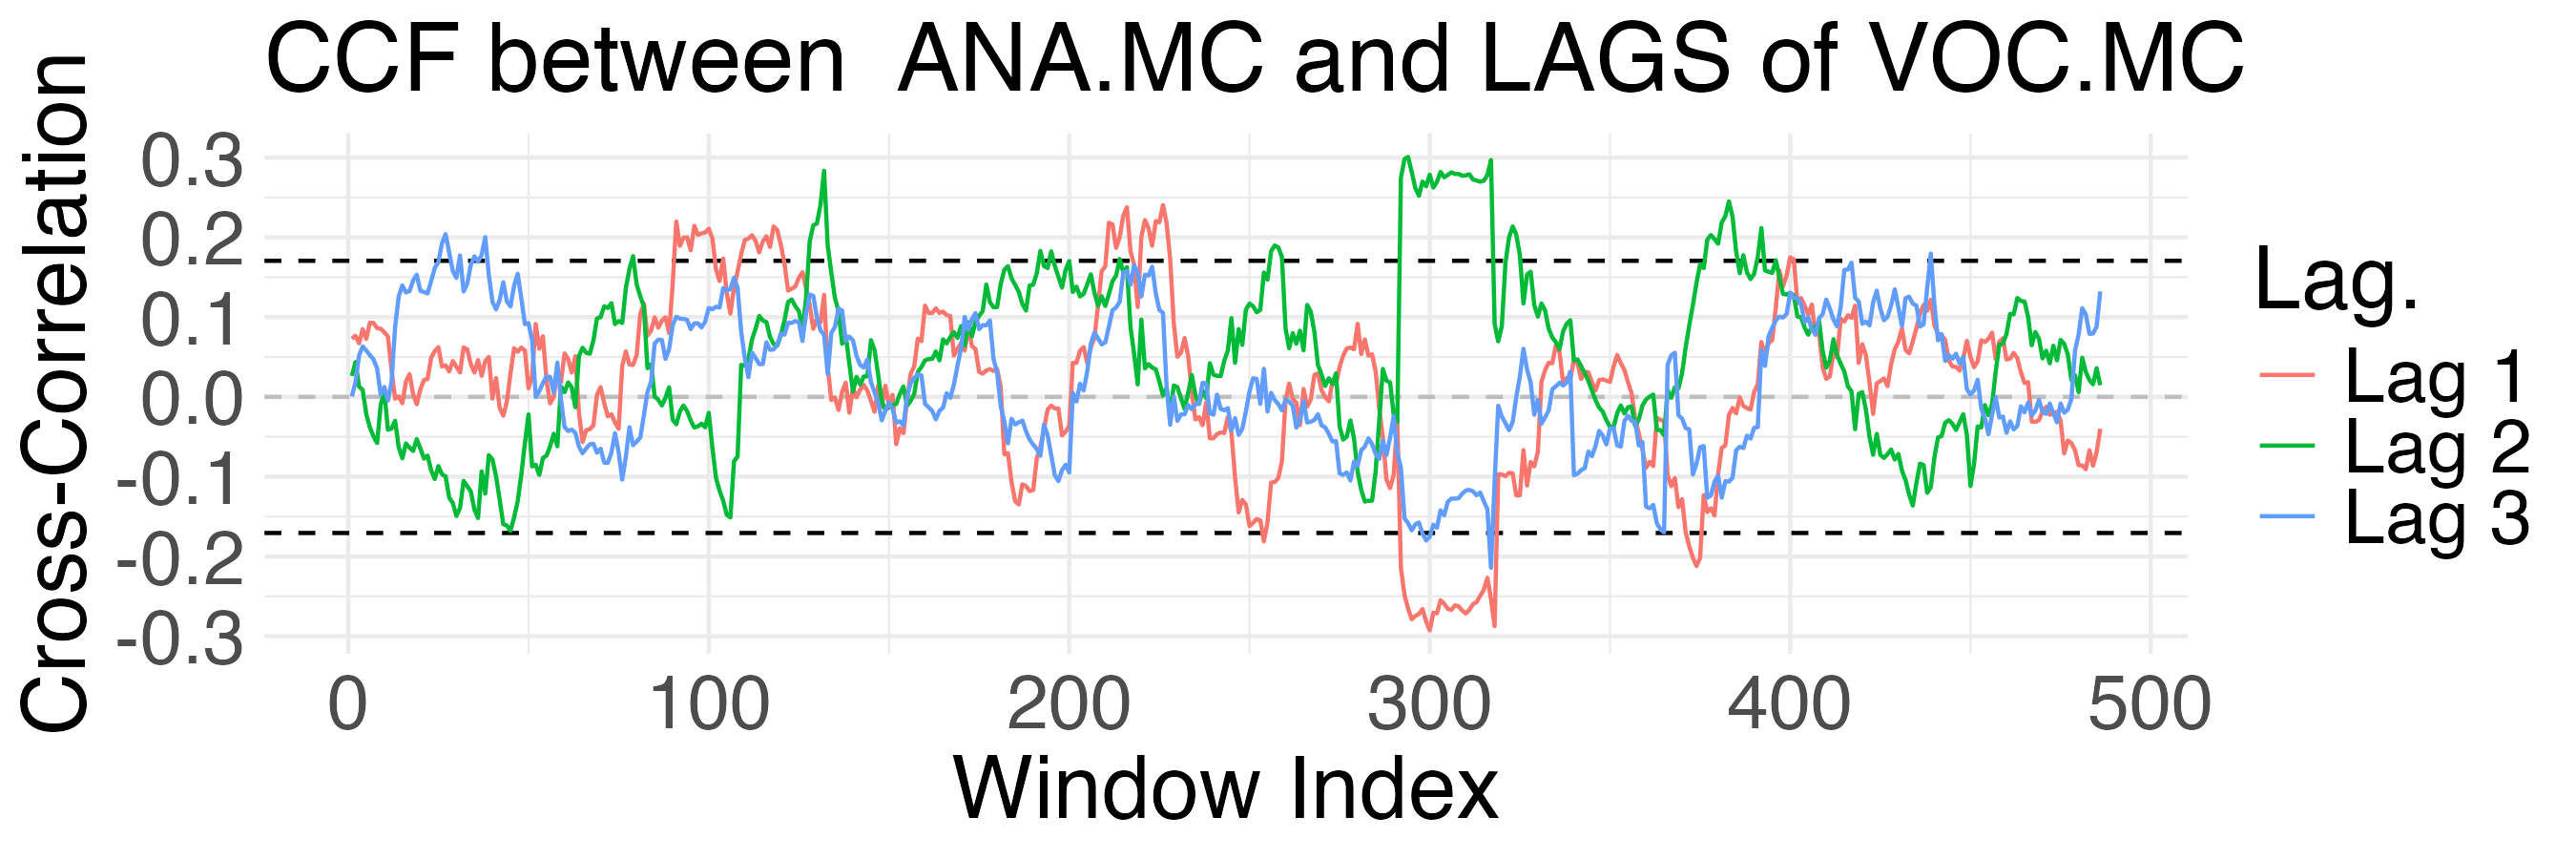 CCF between  ANA.MC and LAGS of VOC.MC
Cross-Correlation
0.3
0.2
0.1
0.0
-0.1
-0.2
-0.3
0 100 200 300 400 500
Window Index
Lag.
Lag 1
Lag 2
Lag 3